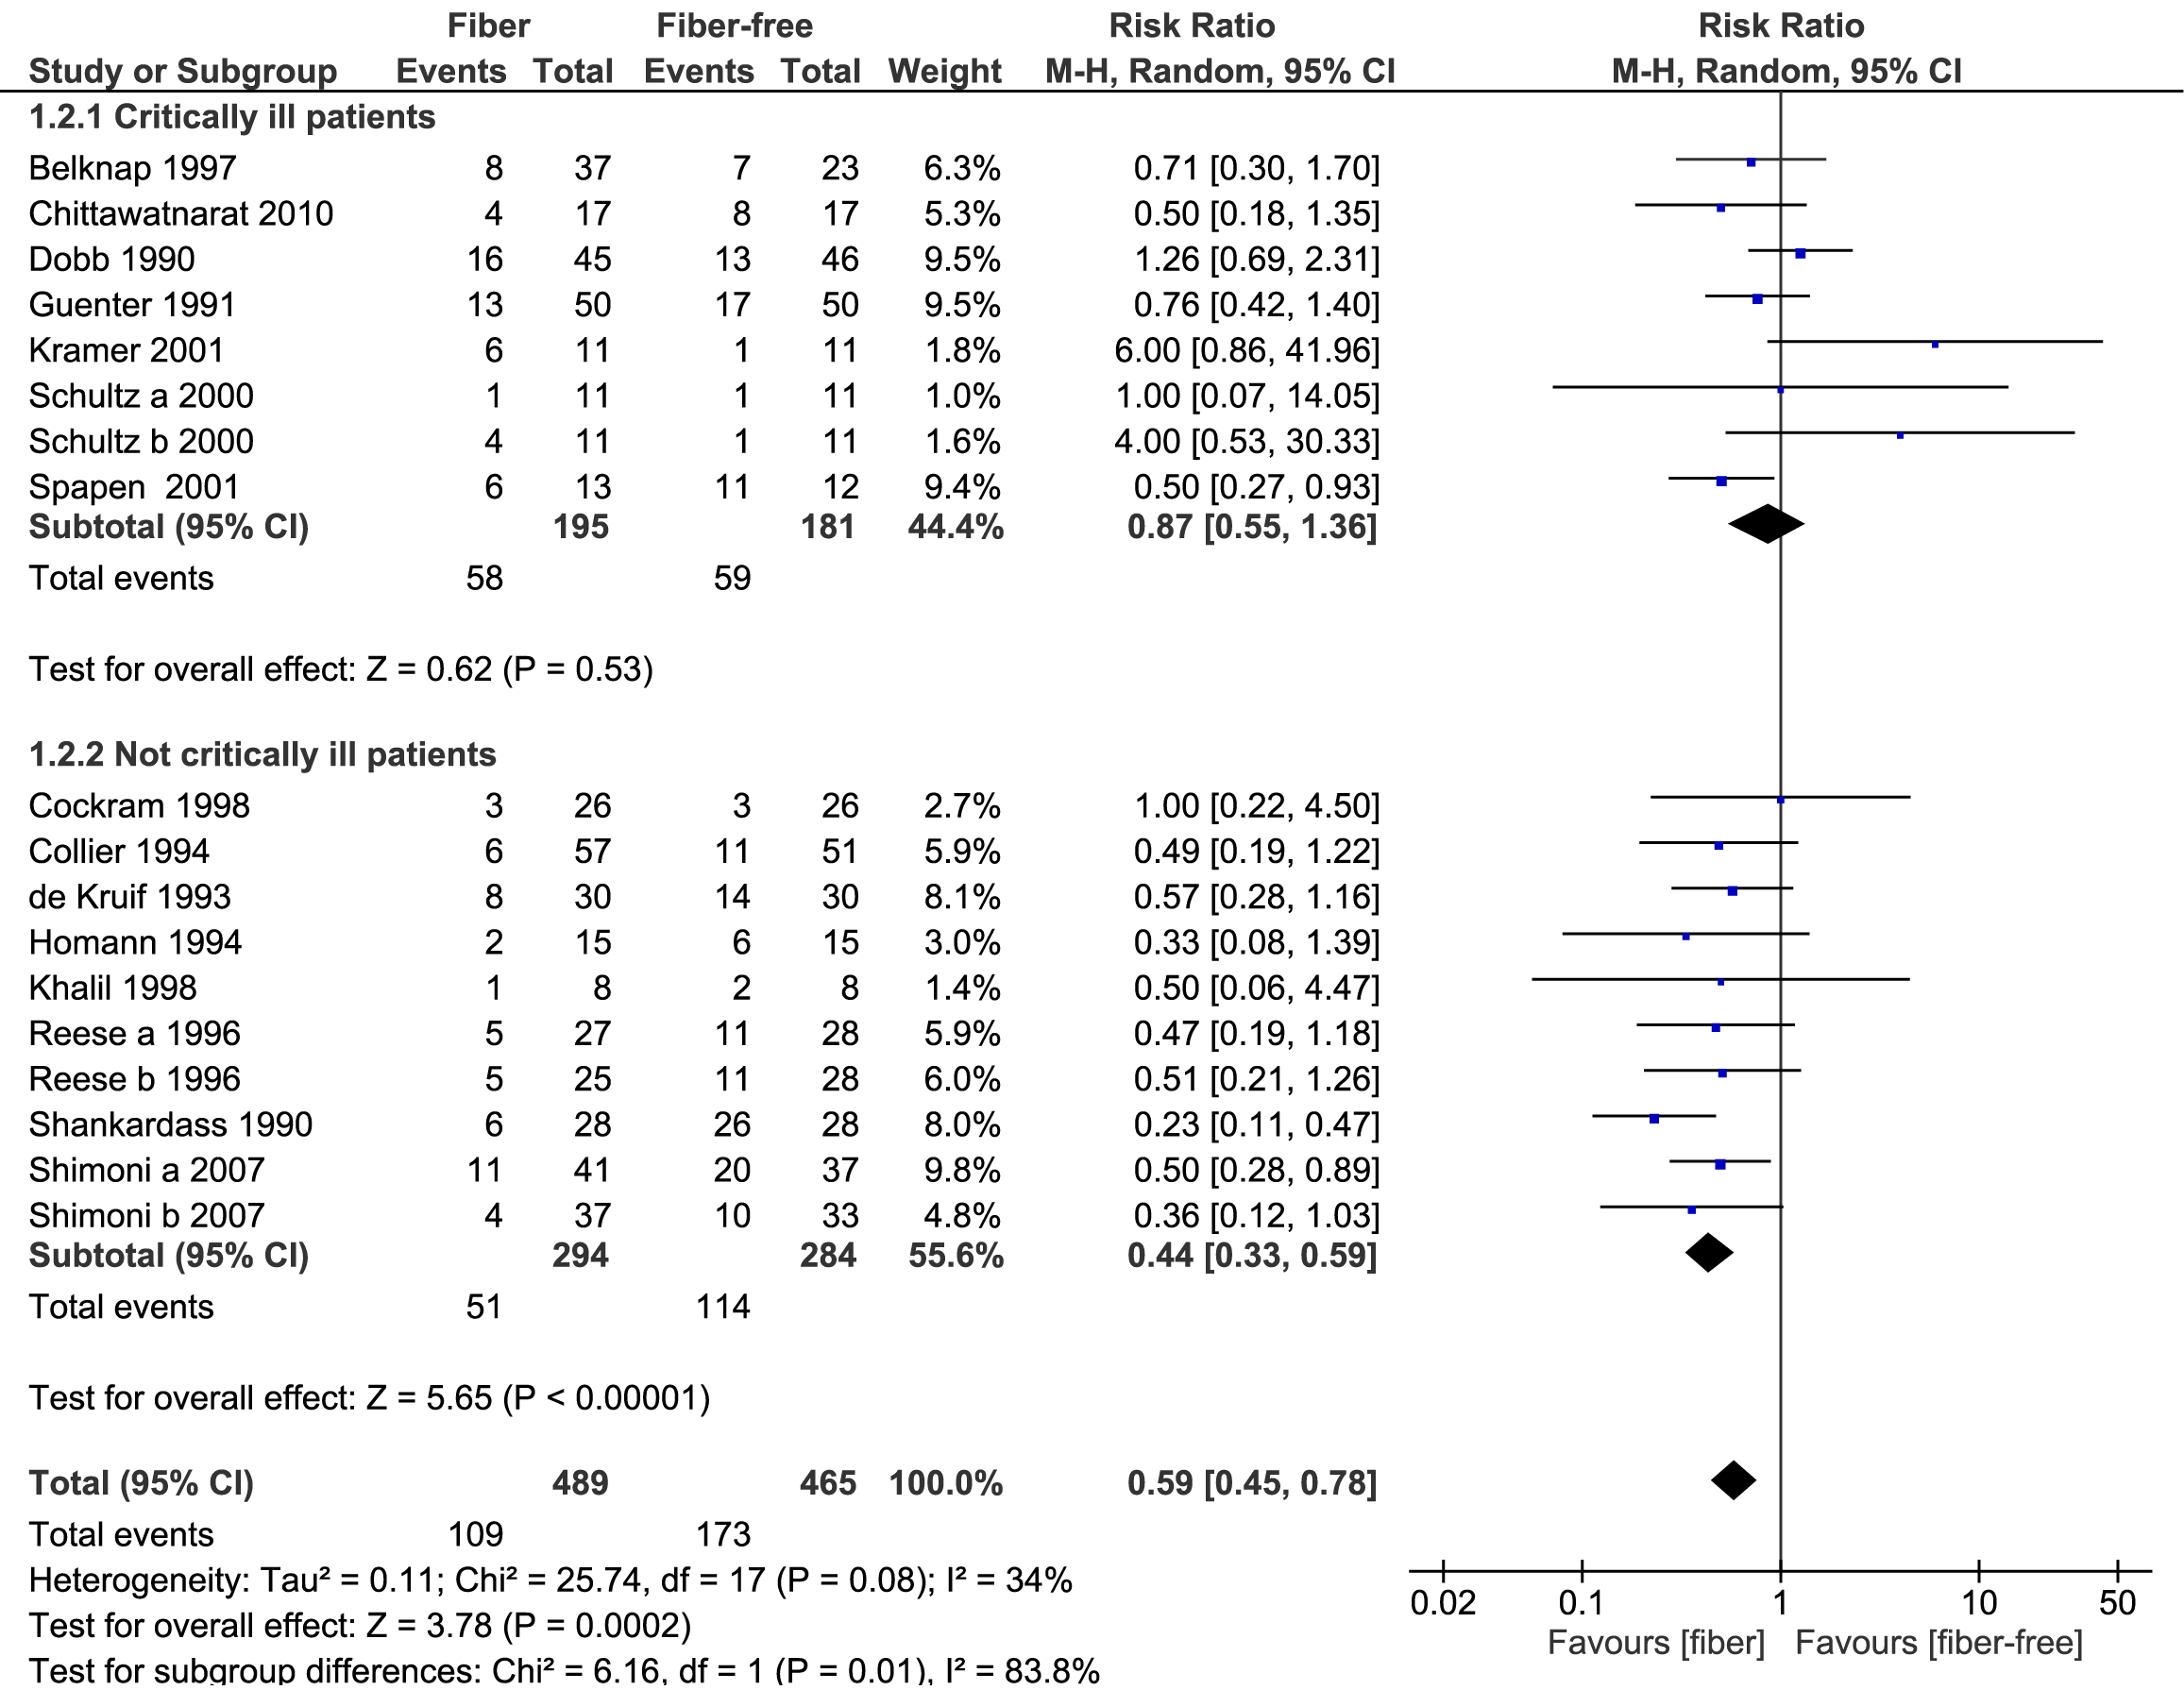 Fiber Fiber-free Risk Ratio Risk Ratio
Study or Subgroup Events Total Events Total Weight M-H, Random, 95% CI M-H, Random, 95% CI
1.2.1 Critically ill patients
Belknap 1997 8 37 7 23 6.3% 0.71 [0.30, 1.70]
Chittawatnarat 2010 4 17 8 17 5.3% 0.50 [0.18, 1.35]
Dobb 1990 16 45 13 46 9.5% 1.26 [0.69, 2.31]
Guenter 1991 13 50 17 50 9.5% 0.76 [0.42, 1.40]
Kramer 2001 6 11 1 11 1.8% 6.00 [0.86, 41.96]
Schultz a 2000 1 11 1 11 1.0% 1.00 [0.07, 14.05]
Schultz b 2000 4 11 1 11 1.6% 4.00 [0.53, 30.33]
Spapen 2001 6 13 11 12 9.4% 0.50 [0.27, 0.93]
Subtotal (95% CI) 195 181 44.4% 0.87 [0.55, 1.36]
Total events 58 59
Test for overall effect: Z = 0.62 (P = 0.53)
1.2.2 Not critically ill patients
Cockram 1998 3 26 3 26 2.7% 1.00 [0.22, 4.50]
Collier 1994 6 57 11 51 5.9% 0.49 [0.19, 1.22]
de Kruif 1993 8 30 14 30 8.1% 0.57 [0.28, 1.16]
Homann 1994 2 15 6 15 3.0% 0.33 [0.08, 1.39]
Khalil 1998 1 8 2 8 1.4% 0.50 [0.06, 4.47]
Reese a 1996 5 27 11 28 5.9% 0.47 [0.19, 1.18]
Reese b 1996 5 25 11 28 6.0% 0.51 [0.21, 1.26]
Shankardass 1990 6 28 26 28 8.0% 0.23 [0.11, 0.47]
Shimoni a 2007 11 41 20 37 9.8% 0.50 [0.28, 0.89]
Shimoni b 2007 4 37 10 33 4.8% 0.36 [0.12, 1.03]
Subtotal (95% CI) 294 284 55.6% 0.44 [0.33, 0.59]
Total events 51 114
Test for overall effect: Z = 5.65 (P < 0.00001)
Total (95% CI) 489 465 100.0% 0.59 [0.45, 0.78]
Total events 109 173
Heterogeneity: Tau² = 0.11; Chi² = 25.74, df = 17 (P = 0.08); I² = 34%
Test for overall effect: Z = 3.78 (P = 0.0002)
Test for subgroup differences: Chi² = 6.16, df = 1 (P = 0.01), I² = 83.8%
0.02 0.1 1 10 50
Favours [fiber] Favours [fiber-free]